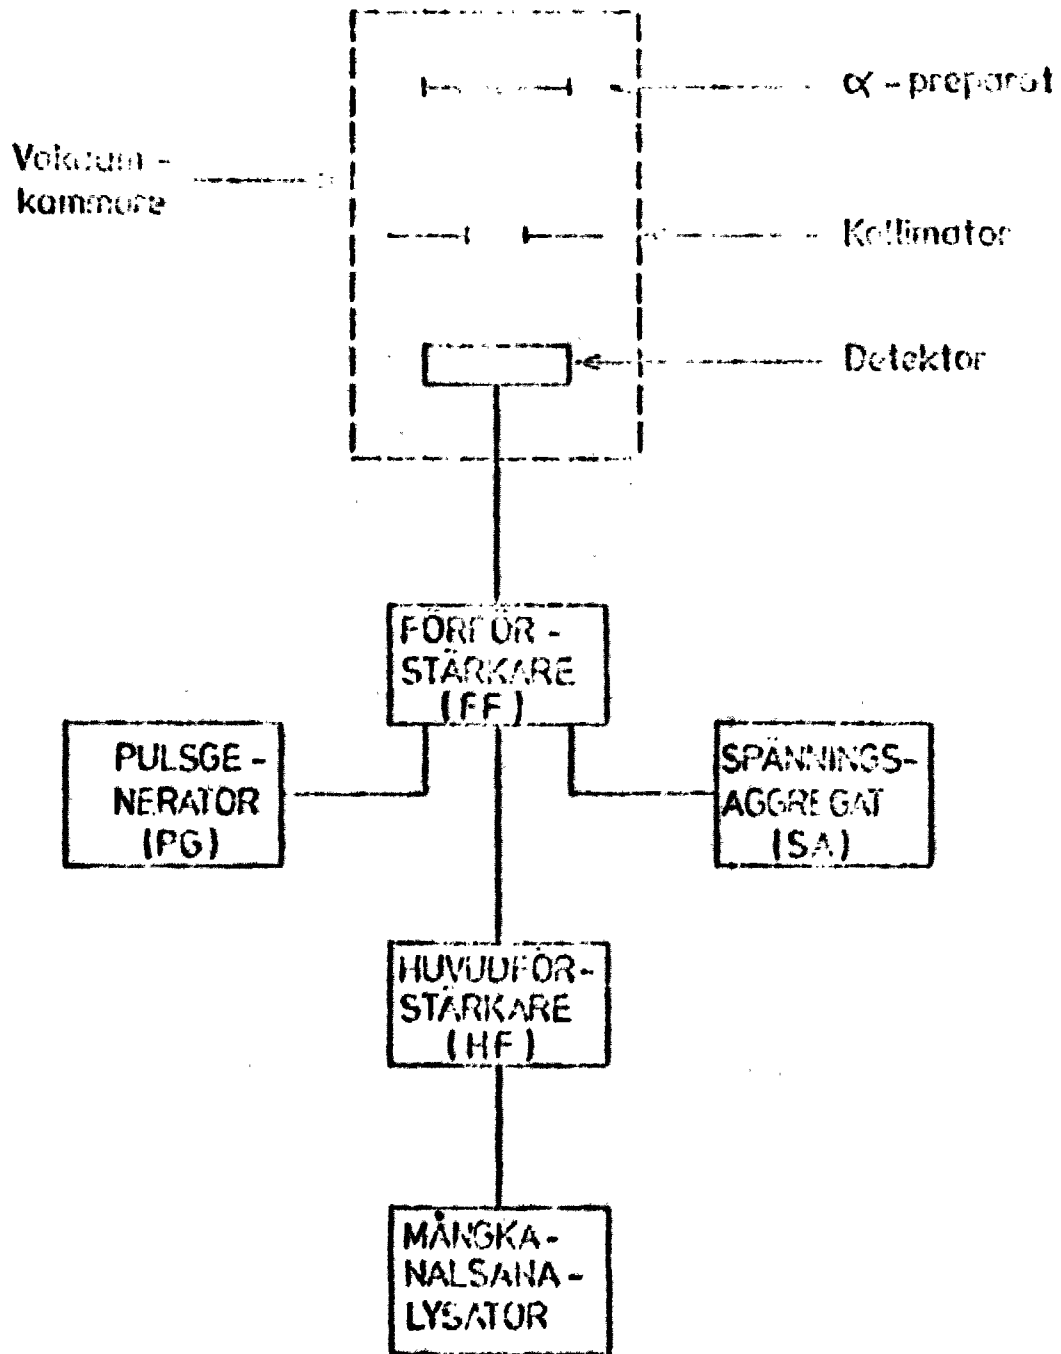 α - preparat
Vakuum -
kammare
Kollimator
Detektor
FÖRFÖR -
STÄRKARE
(FF)
PULSGE -
NERATOR
(PG)
SPÄNNINGS-
AGGREGAT
(SA)
HUVUDFÖR-
STÄRKARE
(HF)
MÅNGKA-
NALSANA-
LYSATOR